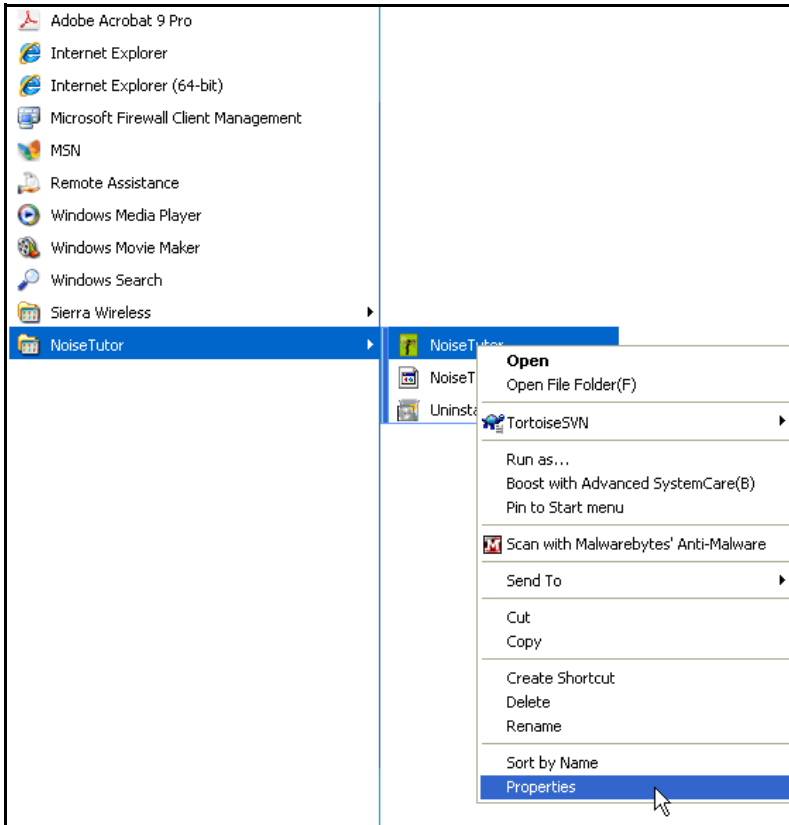 Adobe Acrobat 9 Pro
Internet Explorer
Internet Explorer (64-bit)
Microsoft Firewall Client Management
MSN
Remote Assistance
Windows Media Player
Windows Movie Maker
Windows Search
Sierra Wireless
NoiseTutor
NoiseTutor
NoiseT
Uninsta
Open
Open File Folder(F)
TortoiseSVN
Run as...
Boost with Advanced SystemCare(B)
Pin to Start menu
Scan with Malwarebytes' Anti-Malware
Send To
Cut
Copy
Create Shortcut
Delete
Rename
Sort by Name
Properties